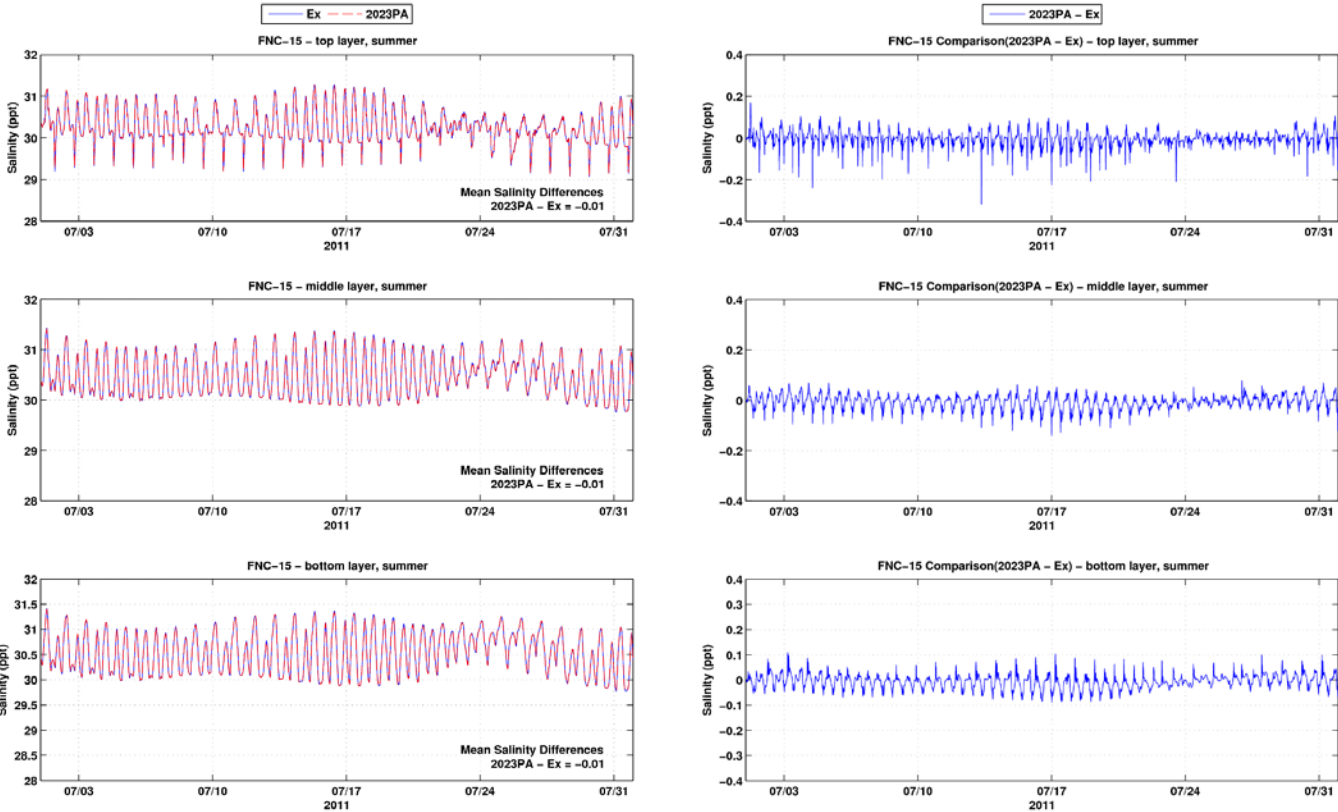 Ex 2023PA
FNC−15 − top layer, summer
32
31
30
29
28
Salinity (ppt)
07/03 07/10 07/17 07/24 07/31
2011
Mean Salinity Differences
2023PA − Ex = −0.01
2023PA − Ex
FNC−15 Comparison(2023PA − Ex) − top layer, summer
0.4
0.2
0
−0.2
−0.4
Salinity (ppt)
07/03 07/10 07/17 07/24 07/31
2011
FNC−15 − middle layer, summer
32
31
30
29
28
Salinity (ppt)
07/03 07/10 07/17 07/24 07/31
2011
Mean Salinity Differences
2023PA − Ex = −0.01
FNC−15 Comparison(2023PA − Ex) − middle layer, summer
0.4
0.2
0
−0.2
−0.4
Salinity (ppt)
07/03 07/10 07/17 07/24 07/31
2011
FNC−15 − bottom layer, summer
32
31.5
31
30.5
30
29.5
29
28.5
28
Salinity (ppt)
07/03 07/10 07/17 07/24 07/31
2011
Mean Salinity Differences
2023PA − Ex = −0.01
FNC−15 Comparison(2023PA − Ex) − bottom layer, summer
0.4
0.3
0.2
0.1
0
−0.1
−0.2
−0.3
−0.4
Salinity (ppt)
07/03 07/10 07/17 07/24 07/31
2011